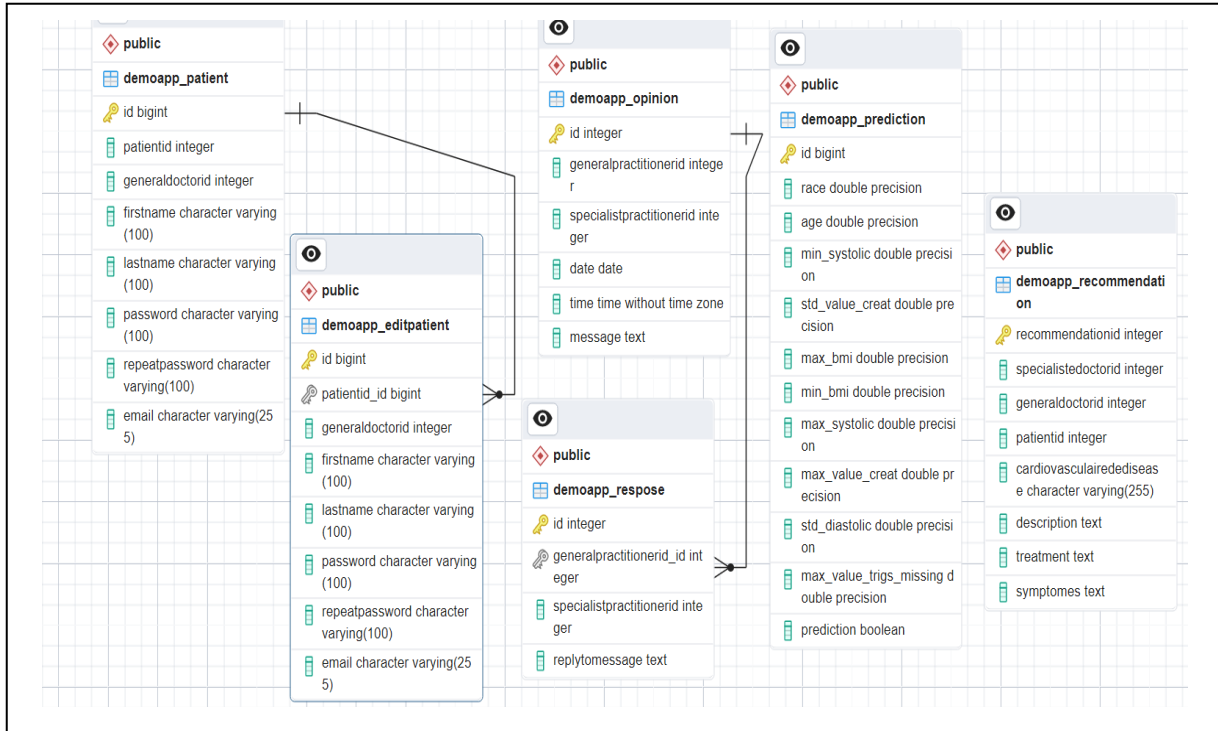 public
demoapp_patient
id bigint
patientid integer
generaldoctorid integer
firstname character varying
(100)
lastname character varying
(100)
password character varying
(100)
repeatpassword character
varying(100)
email character varying(25
5)
public
demoapp_editpatient
id bigint
patientid_id bigint
generaldoctorid integer
firstname character varying
(100)
lastname character varying
(100)
password character varying
(100)
repeatpassword character
varying(100)
email character varying(25
5)
public
demoapp_opinion
id integer
generalpractitionerid intege
r
specialistpractitionerid inte
ger
date date
time time without time zone
message text
public
demoapp_respose
id integer
generalpractitionerid_id int
eger
specialistpractitionerid inte
ger
replytomessage text
public
demoapp_prediction
id bigint
race double precision
age double precision
min_systolic double precisi
on
std_value_creat double pre
cision
max_bmi double precision
min_bmi double precision
max_systolic double precisi
on
max_value_creat double pr
ecision
std_diastolic double precisi
on
max_value_trigs_missing d
ouble precision
prediction boolean
public
demoapp_recommendati
on
recommendationid integer
specialistedoctorid integer
generaldoctorid integer
patientid integer
cardiovasculairedediseas
e character varying(255)
description text
treatment text
symptomes text